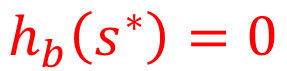 $h_b(s^*) = 0$